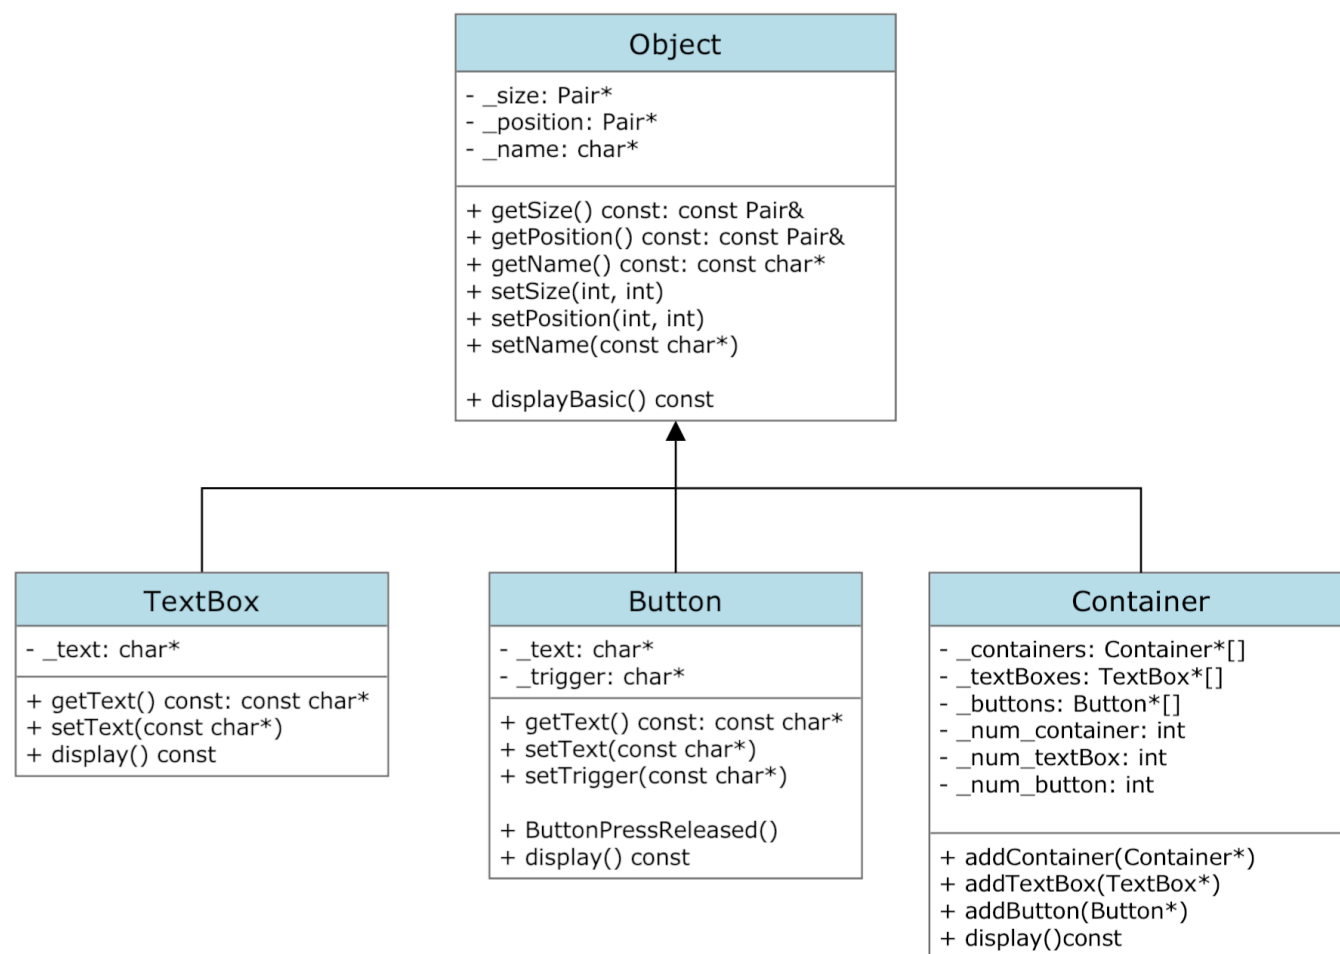 Object
- _size: Pair*
- _position: Pair*
- _name: char*
+ getSize() const: const Pair&
+ getPosition() const: const Pair&
+ getName() const: const char*
+ setSize(int, int)
+ setPosition(int, int)
+ setName(const char*)
+ displayBasic() const
TextBox
- _text: char*
+ getText() const: const char*
+ setText(const char*)
+ display() const
Button
- _text: char*
- _trigger: char*
+ getText() const: const char*
+ setText(const char*)
+ setTrigger(const char*)
+ ButtonPressReleased()
+ display() const
Container
- _containers: Container*[]
- _textBoxes: TextBox*[]
- _buttons: Button*[]
- _num_container: int
- _num_textBox: int
- _num_button: int
+ addContainer(Container*)
+ addTextBox(TextBox*)
+ addButton(Button*)
+ display()const